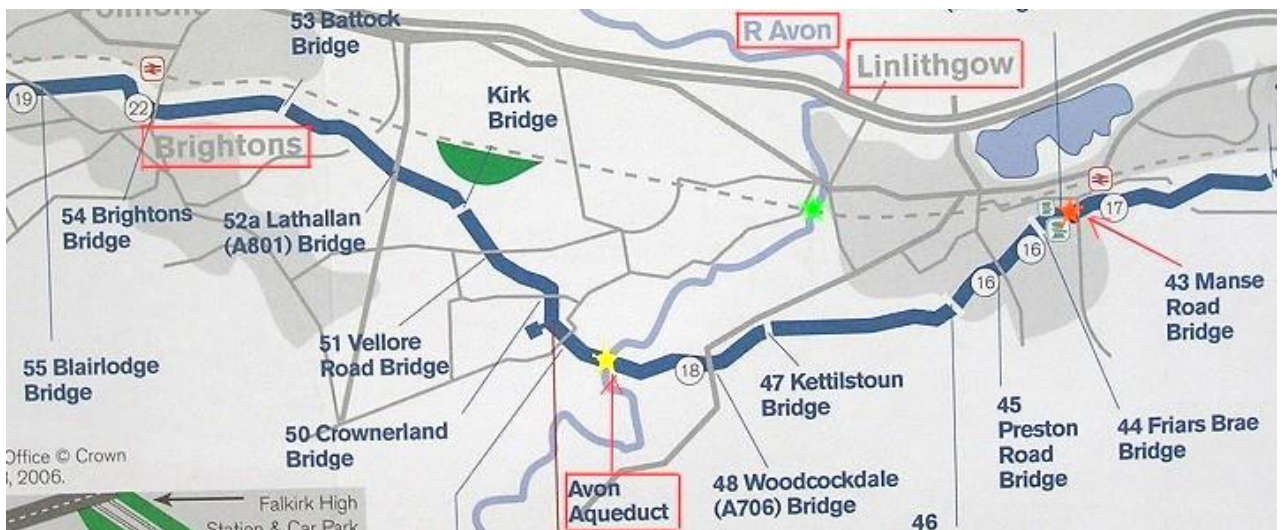 53 Battock
Bridge
R Avon
Linlithgow
Kirk
Bridge
19
22
Brightons
54 Brightons
Bridge
52a Lathallan
(A801) Bridge
17
16
16
43 Manse
Road
Bridge
55 Blairlodge
Bridge
51 Vellore
Road Bridge
18
47 Kettilstoun
Bridge
45
Preston
Road
Bridge
44 Friars Brae
Bridge
50 Crownerland
Bridge
Avon
Aqueduct
48 Woodcockdale
(A706) Bridge
46
Office © Crown
, 2006.
Falkirk High
Station & Car Park